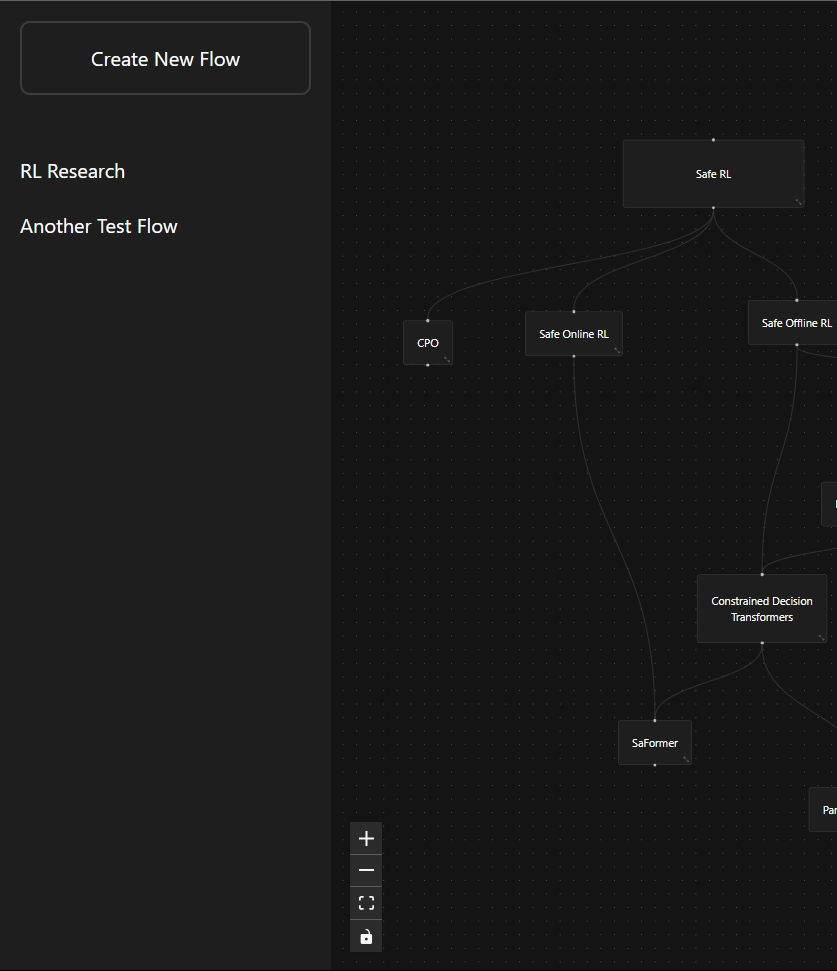 Create New Flow
RL Research
Another Test Flow
Safe RL
CPO
Safe Online RL
Safe Offline RL
Constrained Decision
Transformers
SaFormer